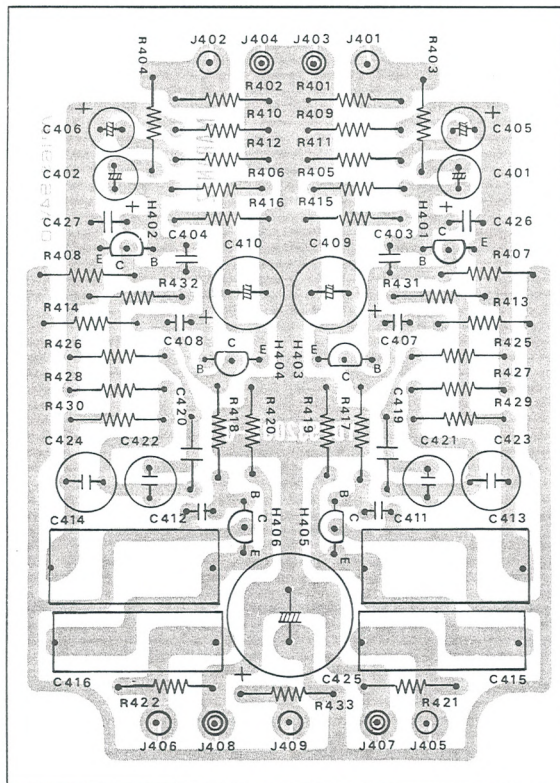 J402 J404 J403 J401
R404 R403
R402 R401
C406 R410 R409 C405
R412 R411
C402 R406 R405 C401
H402 R416 R415 H401
C427 C426
C404 C410 C409 C403
E C B B C E
R408 R407
R432 R431
R414 R413
C408 C407
R426 C E E C R425
B H404 H403 B
R428 R427
R430 R429
C420 R418 R420 R419 R417 C419
C424 C422 C421 C423
C414 C412 B B C411 C413
C H406 H405 C
E E
C416 C425 C415
R422 R433 R421
J406 J408 J409 J407 J405